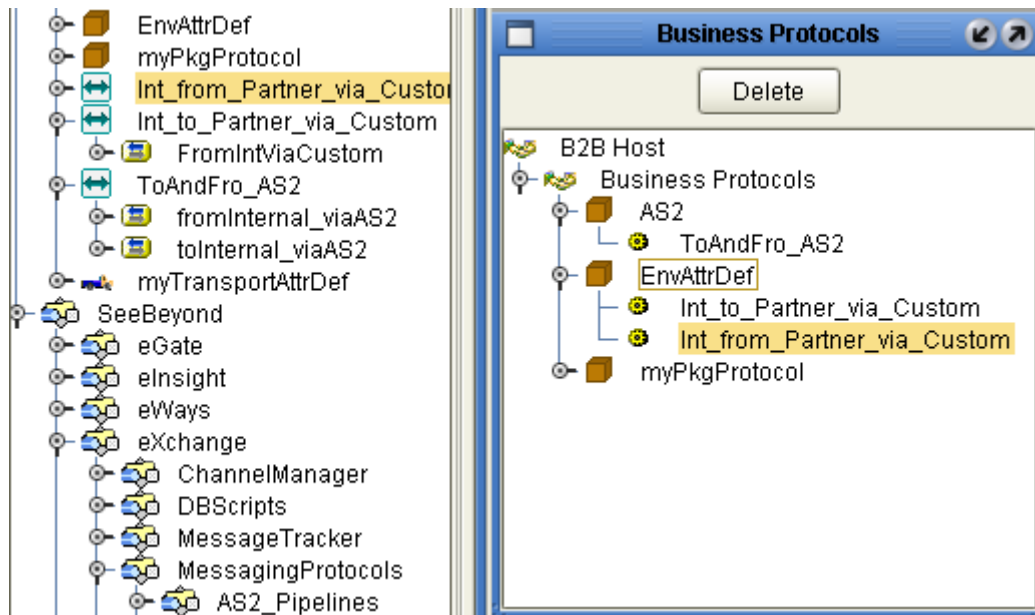 EnvAttrDef
myPkgProtocol
Int_from_Partner_via_Custo
Int_to_Partner_via_Custom
FromIntViaCustom
ToAndFro_AS2
fromInternal_viaAS2
toInternal_viaAS2
myTransportAttrDef
SeeBeyond
eGate
eInsight
eWays
eXchange
ChannelManager
DBScripts
MessageTracker
MessagingProtocols
AS2_Pipelines
Business Protocols
Delete
B2B Host
Business Protocols
AS2
ToAndFro_AS2
EnvAttrDef
Int_to_Partner_via_Custom
Int_from_Partner_via_Custom
myPkgProtocol